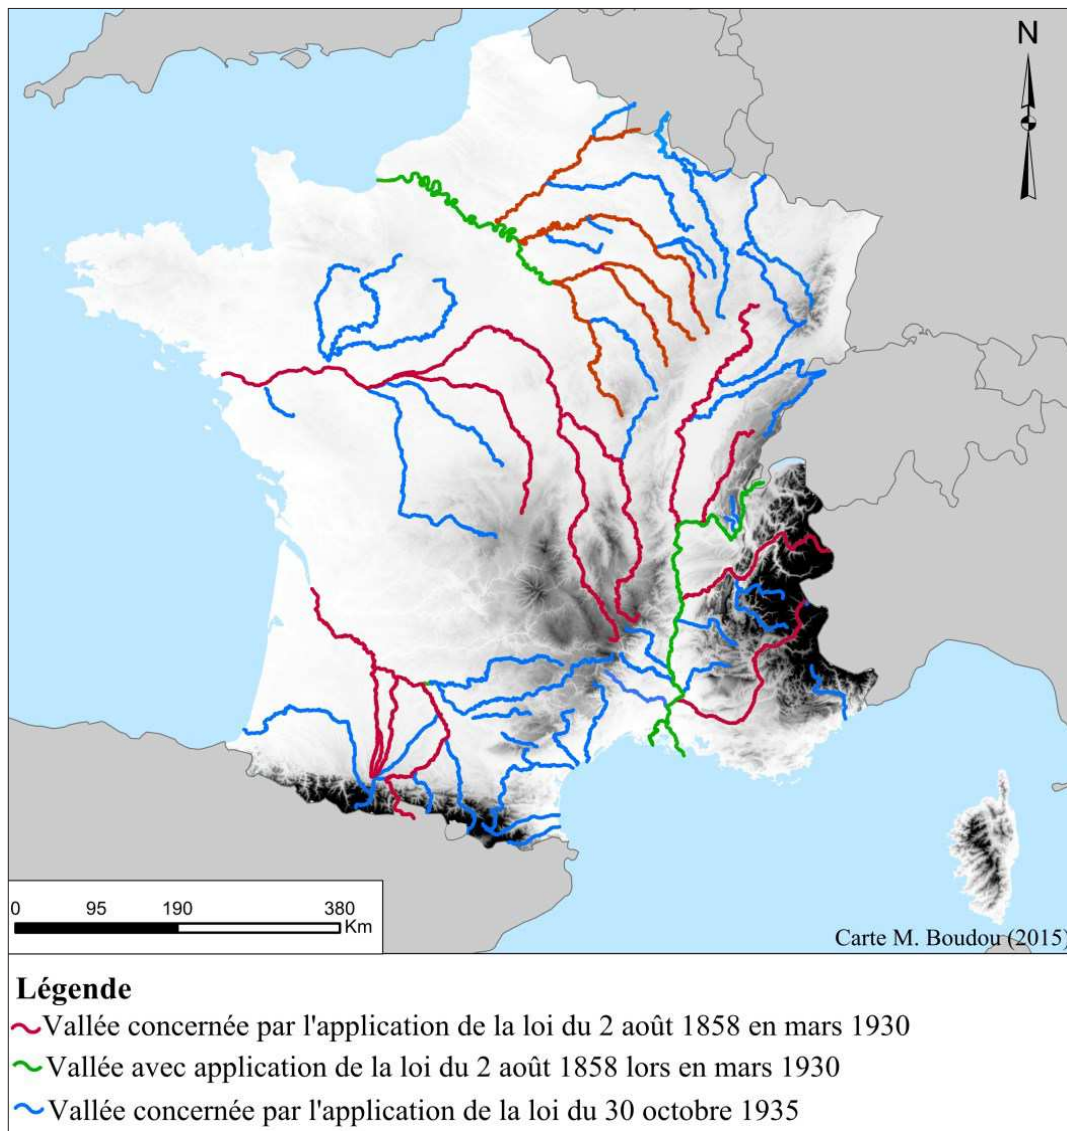 N
0 95 190 380
Km
Carte M. Boudou (2015)
Légende
Vallée concernée par l'application de la loi du 2 août 1858 en mars 1930
Vallée avec application de la loi du 2 août 1858 lors en mars 1930
Vallée concernée par l'application de la loi du 30 octobre 1935